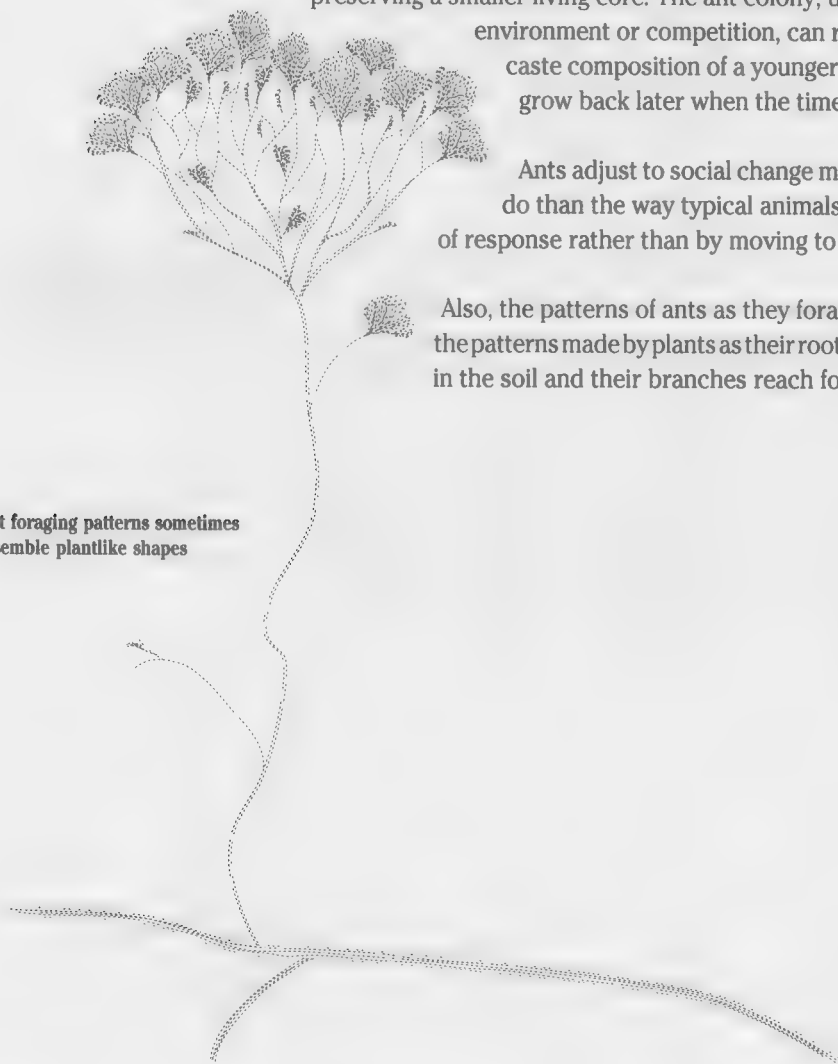 preserving a smaller living core. The ant colony,
environment or competition, can
caste composition of a younger
grow back later when the time
Ants adjust to social change
do than the way typical animals
of response rather than by moving to
Also, the patterns of ants as they
the patterns made by plants as their
in the soil and their branches reach
t foraging patterns sometimes
emble plantlike shapes